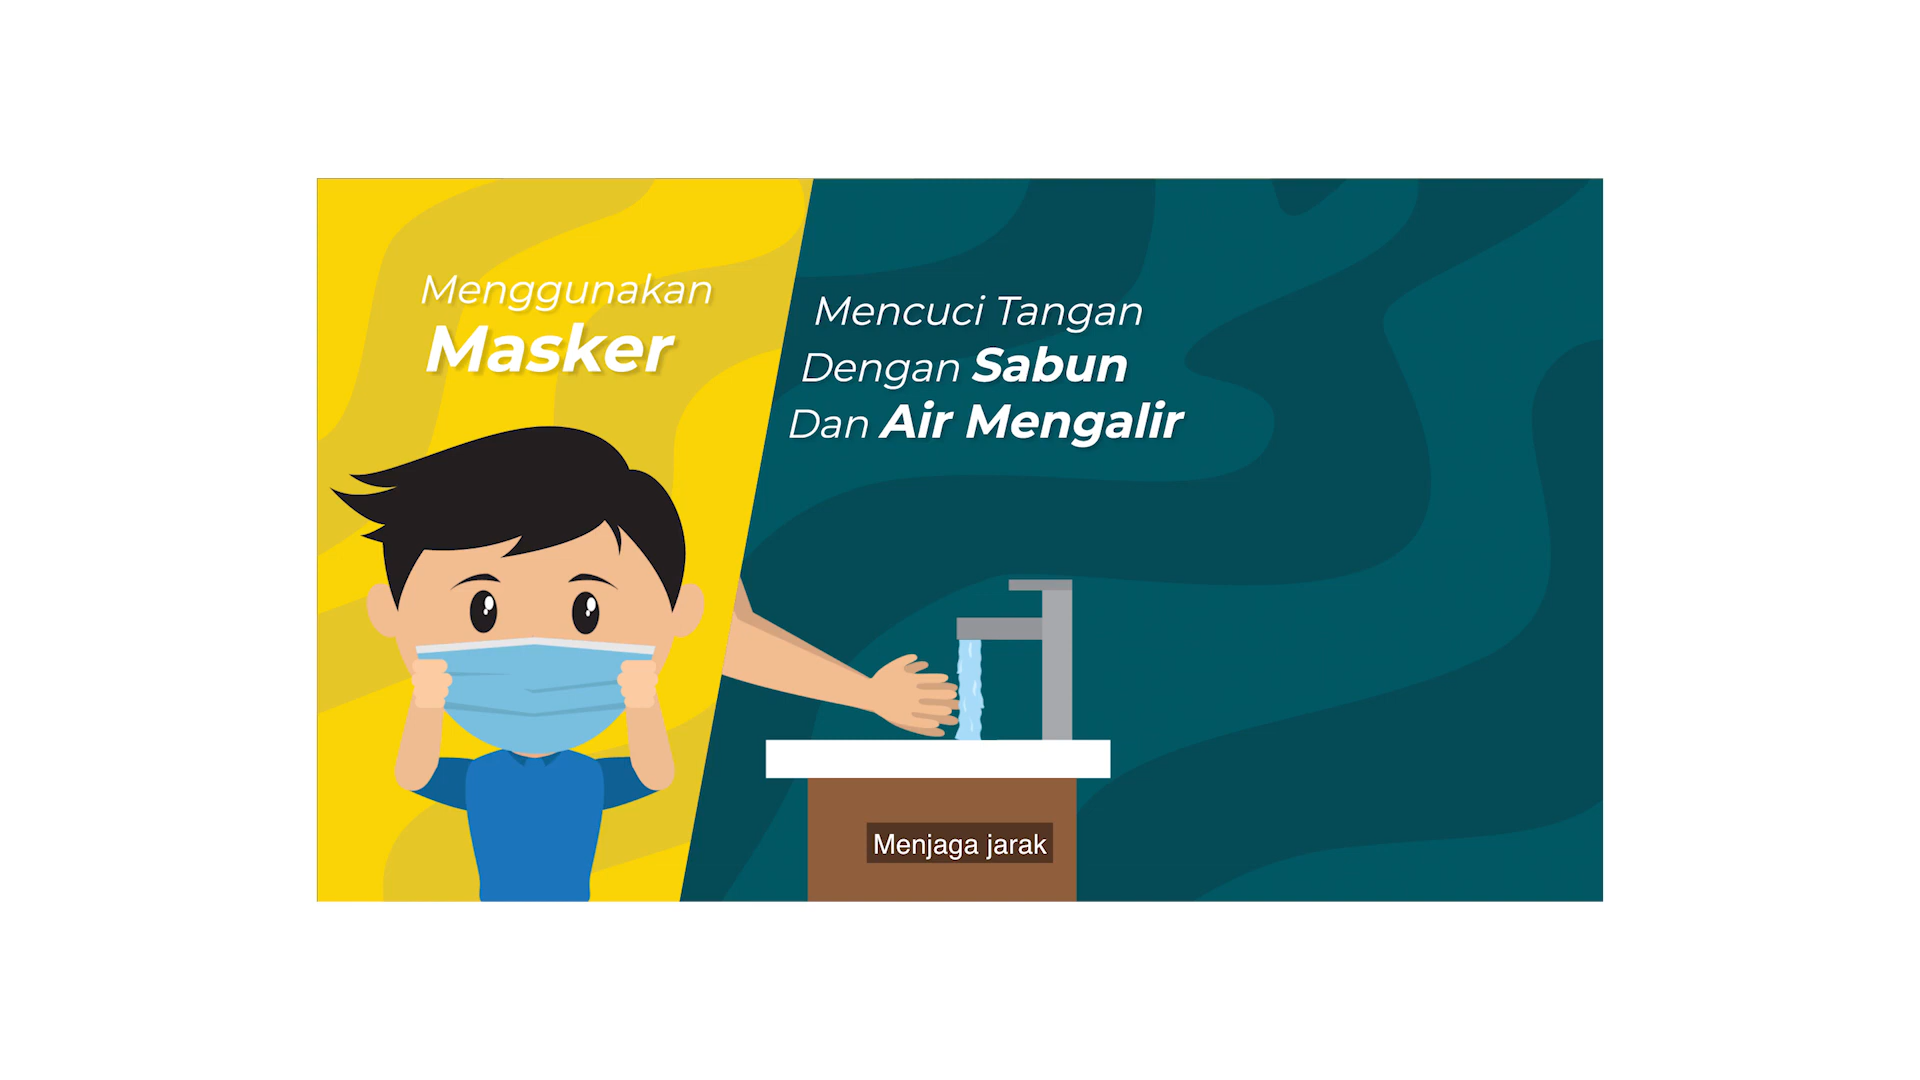 Menggunakan
Masker
Mencuci Tangan
Dengan Sabun
Dan Air Mengalir
Menjaga jarak